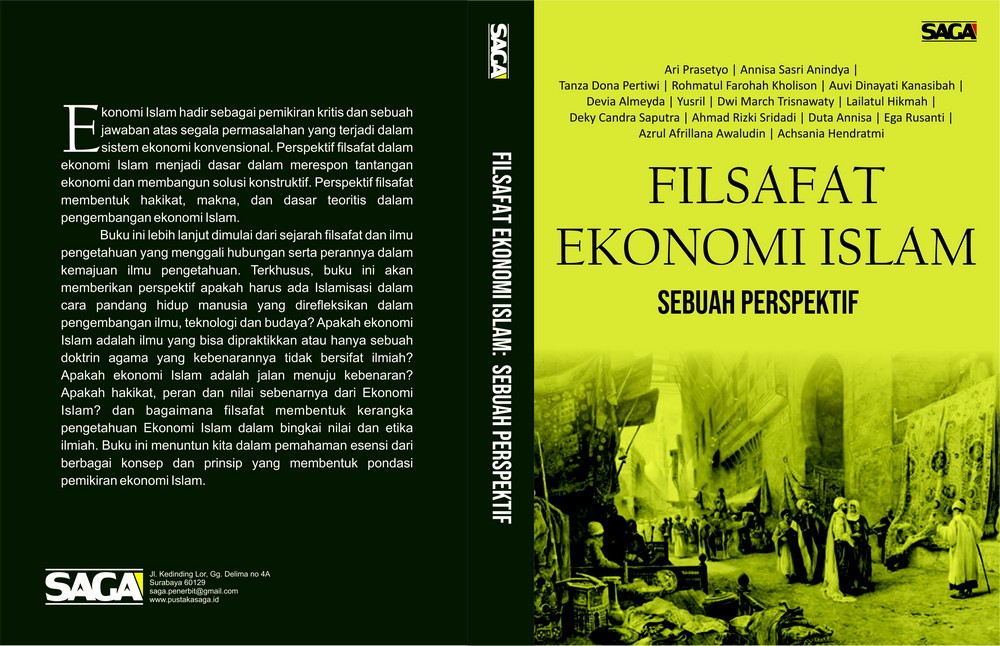 Ekonomi Islam hadir sebagai pemikiran kritis dan sebuah
jawaban atas segala permasalahan yang terjadi dalam
sistem ekonomi konvensional. Perspektif filsafat dalam
ekonomi Islam menjadi dasar dalam merespon tantangan
ekonomi dan membangun solusi konstruktif. Perspektif filsafat
membentuk hakikat, makna, dan dasar teoritis dalam
pengembangan ekonomi Islam.
Buku ini lebih lanjut dimulai dari sejarah filsafat dan ilmu
pengetahuan yang menggali hubungan serta perannya dalam
kemajuan ilmu pengetahuan. Terkhusus, buku ini akan
memberikan perspektif apakah harus ada Islamisasi dalam
cara pandang hidup manusia yang direfleksikan dalam
pengembangan ilmu, teknologi dan budaya? Apakah ekonomi
Islam adalah ilmu yang bisa dipraktikkan atau hanya sebuah
doktrin agama yang kebenarannya tidak bersifat ilmiah?
Apakah ekonomi Islam adalah jalan menuju kebenaran?
Apakah hakikat, peran dan nilai sebenarnya dari Ekonomi
Islam? dan bagaimana filsafat membentuk kerangka
pengetahuan Ekonomi Islam dalam bingkai nilai dan etika
ilmiah. Buku ini menuntun kita dalam pemahaman esensi dari
berbagai konsep dan prinsip yang membentuk pondasi
pemikiran ekonomi Islam.
SAGA
Jl. Kedinding Lor, Gg. Delima no 4A
Surabaya 60129
saga.penerbit@gmail.com
www.pustakasaga.id
SAGA
FILSAFAT EKONOMI ISLAM: SEBUAH PERSPEKTIF
SAGA
Ari Prasetyo | Annisa Sasri Anindya |
Tanza Dona Pertiwi | Rohmatul Farohah Kholison | Auvi Dinayati Kanasibah |
Devia Almeyda | Yusril | Dwi March Trisnawaty | Lailatul Hikmah |
Deky Candra Saputra | Ahmad Rizki Sridadi | Duta Annisa | Ega Rusanti |
Azrul Afrillana Awaludin | Achsania Hendratmi
FILSAFAT
EKONOMI ISLAM
SEBUAH PERSPEKTIF